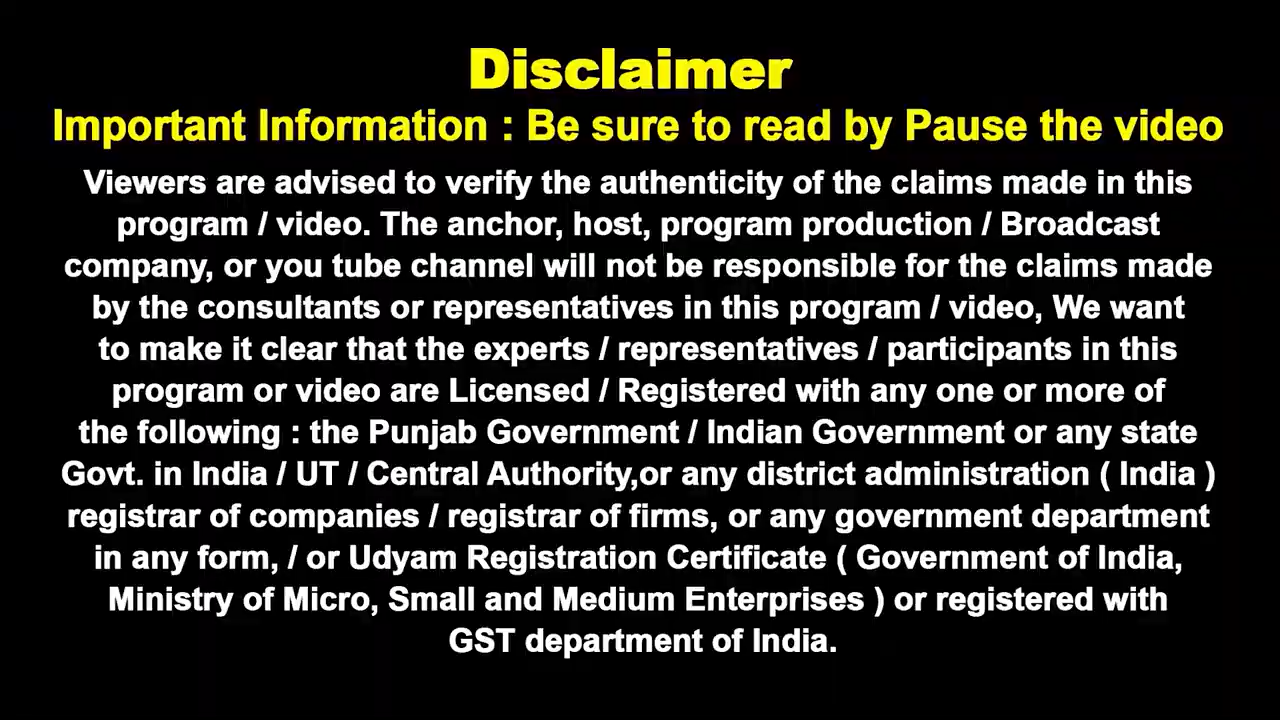 Disclaimer
Important Information : Be sure to read by Pause the video
Viewers are advised to verify the authenticity of the claims made in this
program / video. The anchor, host, program production / Broadcast
company, or you tube channel will not be responsible for the claims made
by the consultants or representatives in this program / video, We want
to make it clear that the experts / representatives / participants in this
program or video are Licensed / Registered with any one or more of
the following : the Punjab Government / Indian Government or any state
Govt. in India / UT / Central Authority,or any district administration ( India )
registrar of companies / registrar of firms, or any government department
in any form, / or Udyam Registration Certificate ( Government of India,
Ministry of Micro, Small and Medium Enterprises ) or registered with
GST department of India.